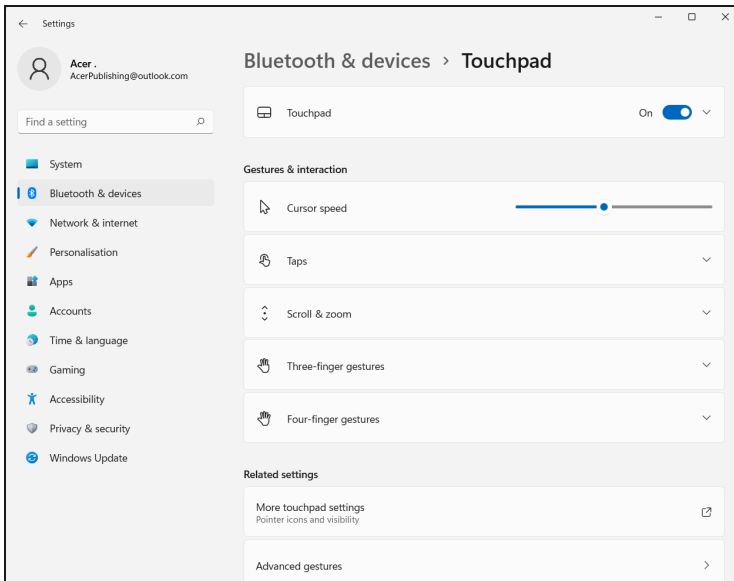 Settings
Acer .
AcerPublishing@outlook.com
Find a setting
System
Bluetooth & devices
Network & internet
Personalisation
Apps
Accounts
Time & language
Gaming
Accessibility
Privacy & security
Windows Update
Bluetooth & devices > Touchpad
Touchpad On
Gestures & interaction
Cursor speed
Taps
Scroll & zoom
Three-finger gestures
Four-finger gestures
Related settings
More touchpad settings
Pointer icons and visibility
Advanced gestures